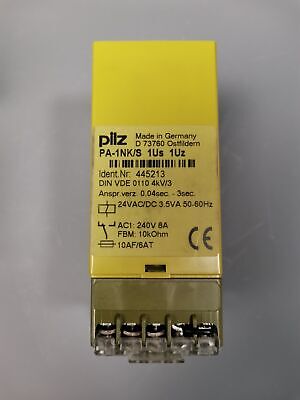 pilz
Made in Germany
D 73760 Ostfildern
PA-1NK/S 1Us 1Uz
Ident.Nr: 445213
DIN VDE 0110 4kV/3
Anspr.verz: 0.04sec. - 3sec.
24VAC/DC 3.5VA 50-60Hz
AC1: 240V 8A
FBM: 10kOhm
10AF/6AT
CE